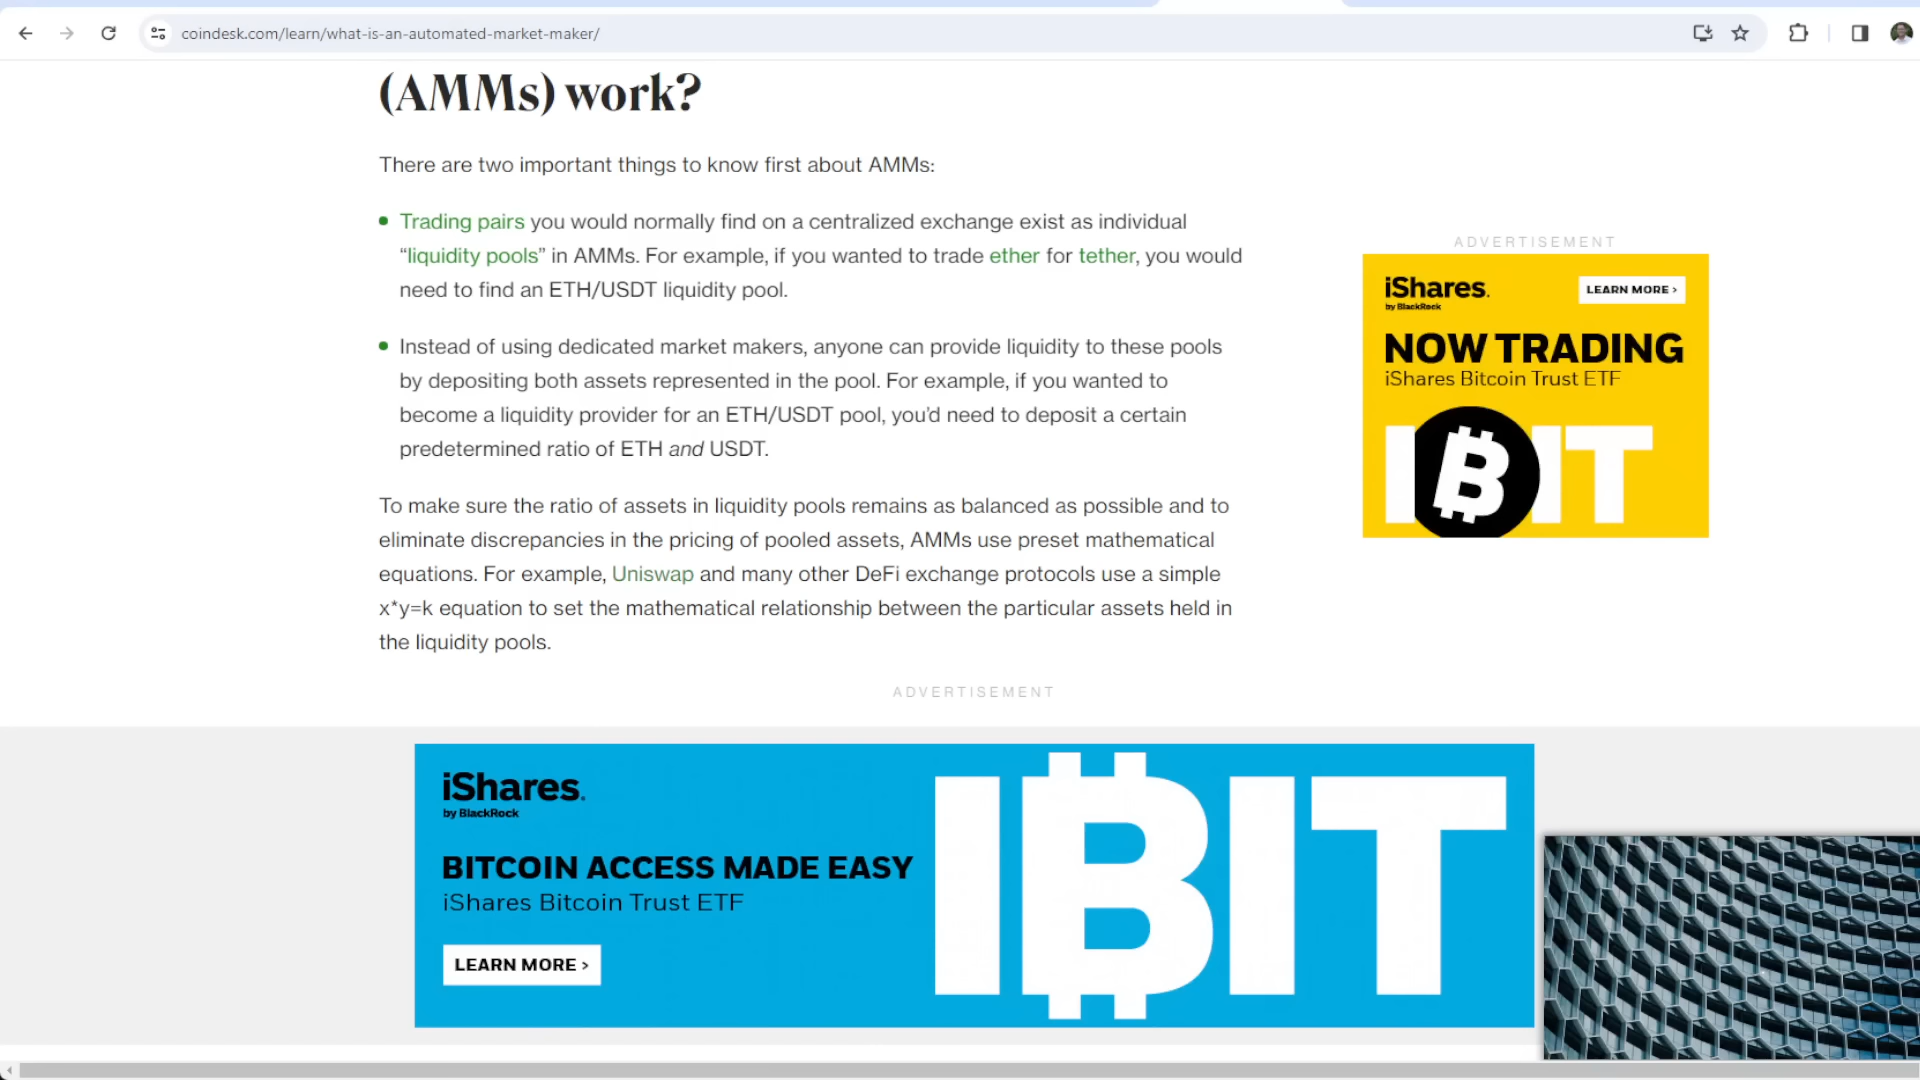 coindesk.com/learn/what-is-an-automated-market-maker/
(AMMs) work?
There are two important things to know first about AMMs:
Trading pairs you would normally find on a centralized exchange exist as individual
“liquidity pools” in AMMs. For example, if you wanted to trade ether for tether, you would
need to find an ETH/USDT liquidity pool.
Instead of using dedicated market makers, anyone can provide liquidity to these pools
by depositing both assets represented in the pool. For example, if you wanted to
become a liquidity provider for an ETH/USDT pool, you’d need to deposit a certain
predetermined ratio of ETH and USDT.
To make sure the ratio of assets in liquidity pools remains as balanced as possible and to
eliminate discrepancies in the pricing of pooled assets, AMMs use preset mathematical
equations. For example, Uniswap and many other DeFi exchange protocols use a simple
x*y=k equation to set the mathematical relationship between the particular assets held in
the liquidity pools.
ADVERTISEMENT
iShares.
by BlackRock
LEARN MORE >
NOW TRADING
iShares Bitcoin Trust ETF
IBIT
ADVERTISEMENT
iShares.
by BlackRock
BITCOIN ACCESS MADE EASY
iShares Bitcoin Trust ETF
LEARN MORE >
IBIT